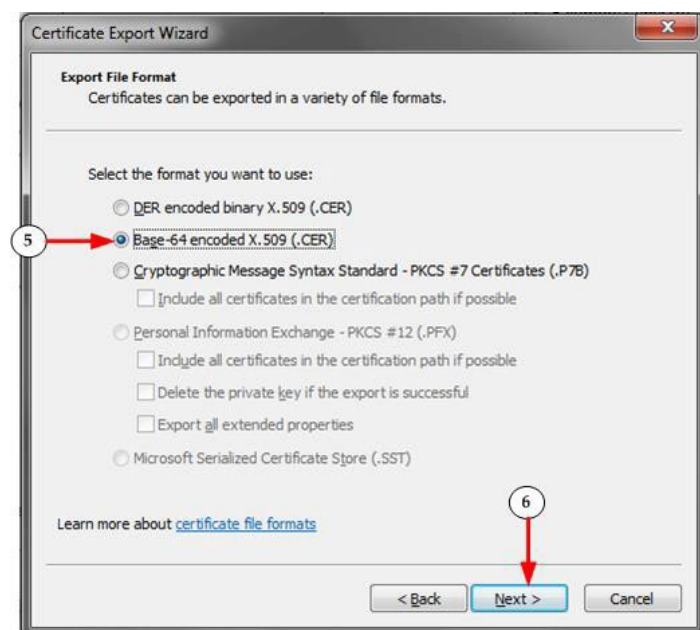 Certificate Export Wizard
Export File Format
Certificates can be exported in a variety of file formats.
Select the format you want to use:
DER encoded binary X.509 (.CER)
5
Base-64 encoded X.509 (.CER)
Cryptographic Message Syntax Standard - PKCS #7 Certificates (.P7B)
Include all certificates in the certification path if possible
Personal Information Exchange - PKCS #12 (.PFX)
Include all certificates in the certification path if possible
Delete the private key if the export is successful
Export all extended properties
Microsoft Serialized Certificate Store (.SST)
6
Learn more about certificate file formats
< Back Next > Cancel